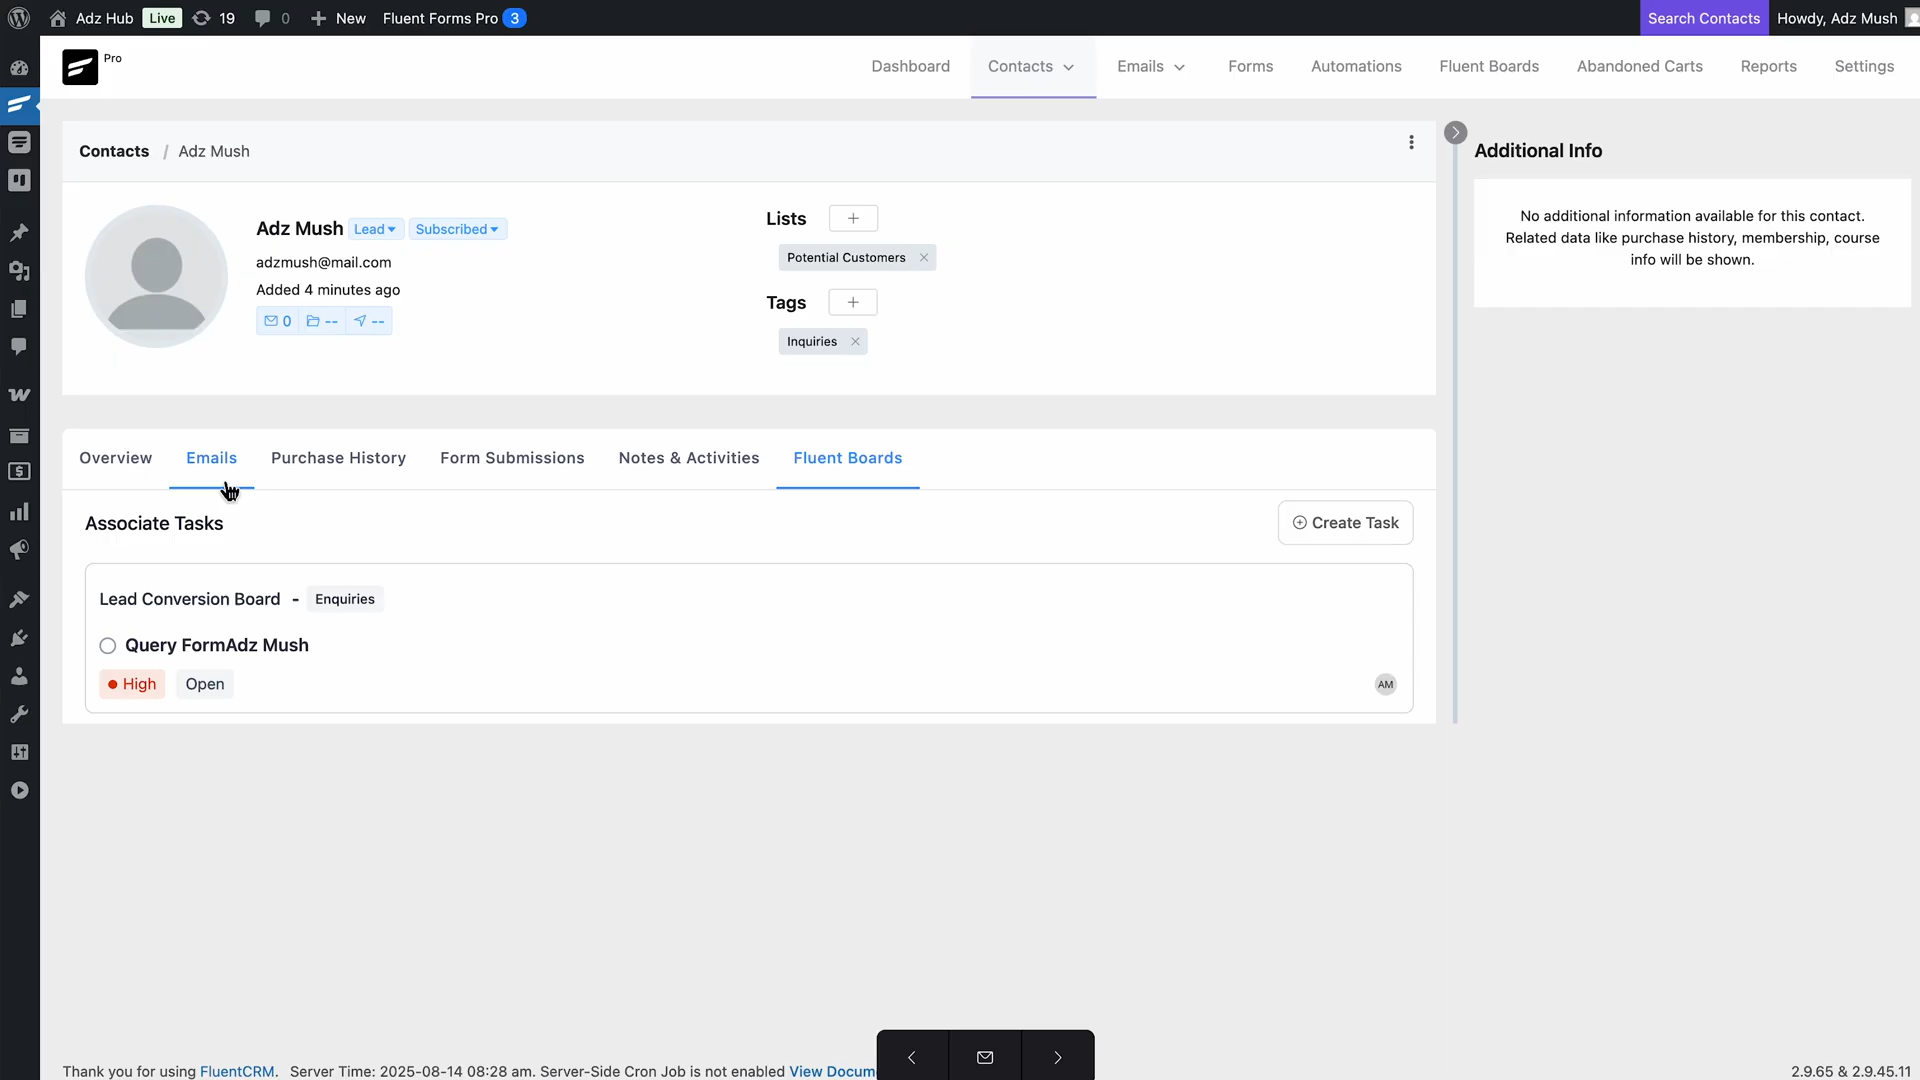 Adz Hub Live 19 0 New Fluent Forms Pro 3 Search Contacts Howdy, Adz Mush
Pro
Dashboard Contacts Emails Forms Automations Fluent Boards Abandoned Carts Reports Settings
Contacts / Adz Mush
Adz Mush Lead Subscribed
adzmush@mail.com
Added 4 minutes ago
0 -- --
Lists +
Potential Customers ×
Tags +
Inquiries ×
Additional Info
No additional information available for this contact.
Related data like purchase history, membership, course
info will be shown.
Overview Emails Purchase History Form Submissions Notes & Activities Fluent Boards
Associate Tasks
Create Task
Lead Conversion Board - Enquiries
Query FormAdz Mush
High Open
AM
Thank you for using FluentCRM. Server Time: 2025-08-14 08:28 am. Server-Side Cron Job is not enabled View Docum
2.9.65 & 2.9.45.11